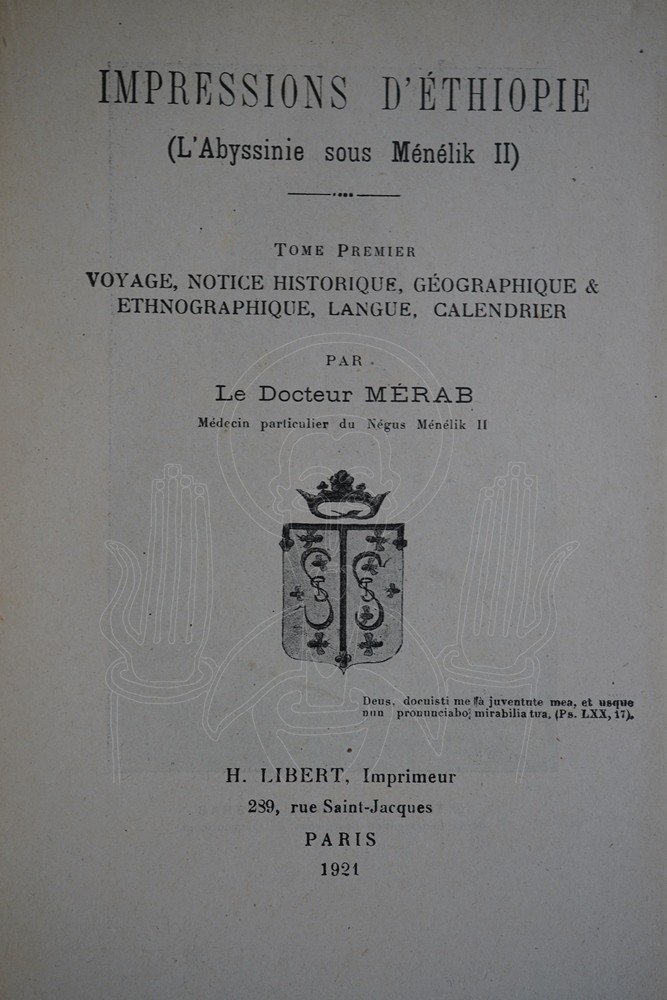 IMPRESSIONS D'ÉTHIOPIE
(L'Abyssinie sous Ménélik II)
TOME PREMIER
VOYAGE, NOTICE HISTORIQUE, GÉOGRAPHIQUE &
ETHNOGRAPHIQUE, LANGUE, CALENDRIER
PAR
Le Docteur MÉRAB
Médecin particulier du Négus Ménélik II
Deus, docuisti me à juventute mea, et usque
nun pronunciabo mirabilia tua. (Ps. LXX, 17).
H. LIBERT, Imprimeur
289, rue Saint-Jacques
PARIS
1921